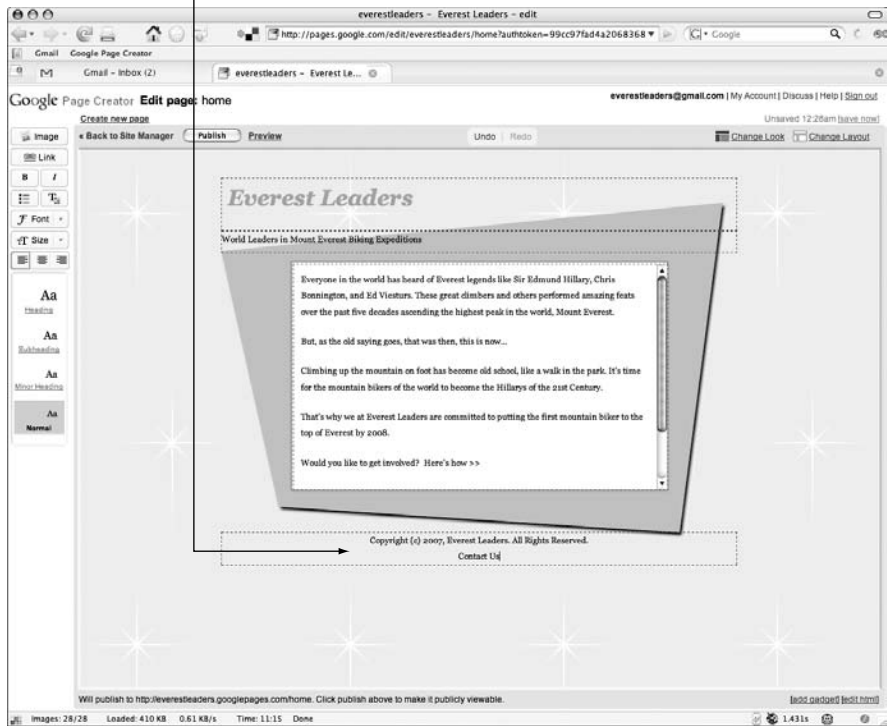 everestleaders – Everest Leaders – edit
http://pages.google.com/edit/everestleaders/home?authtoken=99cc97fad4a2068368
G Google
Gmail Google Page Creator
Gmail – Inbox (2)
everestleaders – Everest Le...
Google Page Creator Edit page: home
everestleaders@gmail.com | My Account | Discuss | Help | Sign out
Create new page
Unsaved 12:26am [save now]
« Back to Site Manager
Publish
Preview
Undo
Redo
Change Look
Change Layout
Image
Link
B I
Font
Size
Aa
Heading
Aa
Subheading
Aa
Minor Heading
Aa
Normal
Everest Leaders
World Leaders in Mount Everest Biking Expeditions
Everyone in the world has heard of Everest legends like Sir Edmund Hillary, Chris
Bonnington, and Ed Viesturs. These great climbers and others performed amazing feats
over the past five decades ascending the highest peak in the world, Mount Everest.
But, as the old saying goes, that was then, this is now...
Climbing up the mountain on foot has become old school, like a walk in the park. It's time
for the mountain bikers of the world to become the Hillarys of the 21st Century.
That's why we at Everest Leaders are committed to putting the first mountain biker to the
top of Everest by 2008.
Would you like to get involved? Here's how >>
Copyright (c) 2007, Everest Leaders. All Rights Reserved.
Contact Us
Will publish to http://everestleaders.googlepages.com/home. Click publish above to make it publicly viewable.
[add gadget] [edit html]
Images: 28/28 Loaded: 410 KB 0.61 KB/s Time: 11:15 Done
1.431s